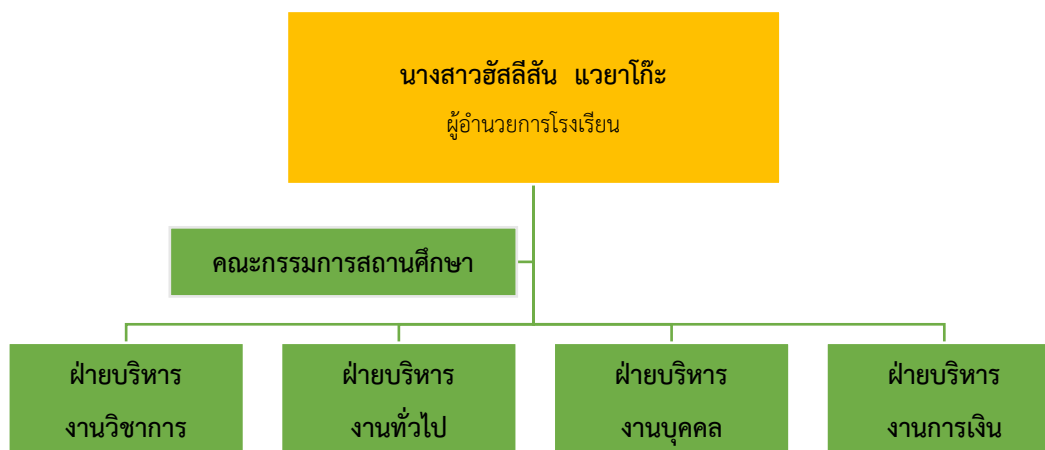 นางสาวฮัสลีสัน แวยาโก๊ะ
ผู้อำนวยการโรงเรียน
คณะกรรมการสถานศึกษา
ฝ่ายบริหาร
งานวิชาการ
ฝ่ายบริหาร
งานทั่วไป
ฝ่ายบริหาร
งานบุคคล
ฝ่ายบริหาร
งานการเงิน